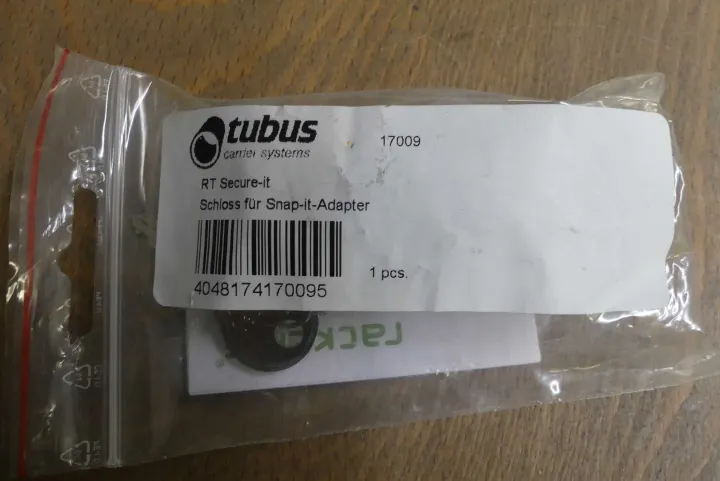 tubus
carrier systems
17009
RT Secure-it
Schloss für Snap-it-Adapter
4048174170095
1 pcs.
rack